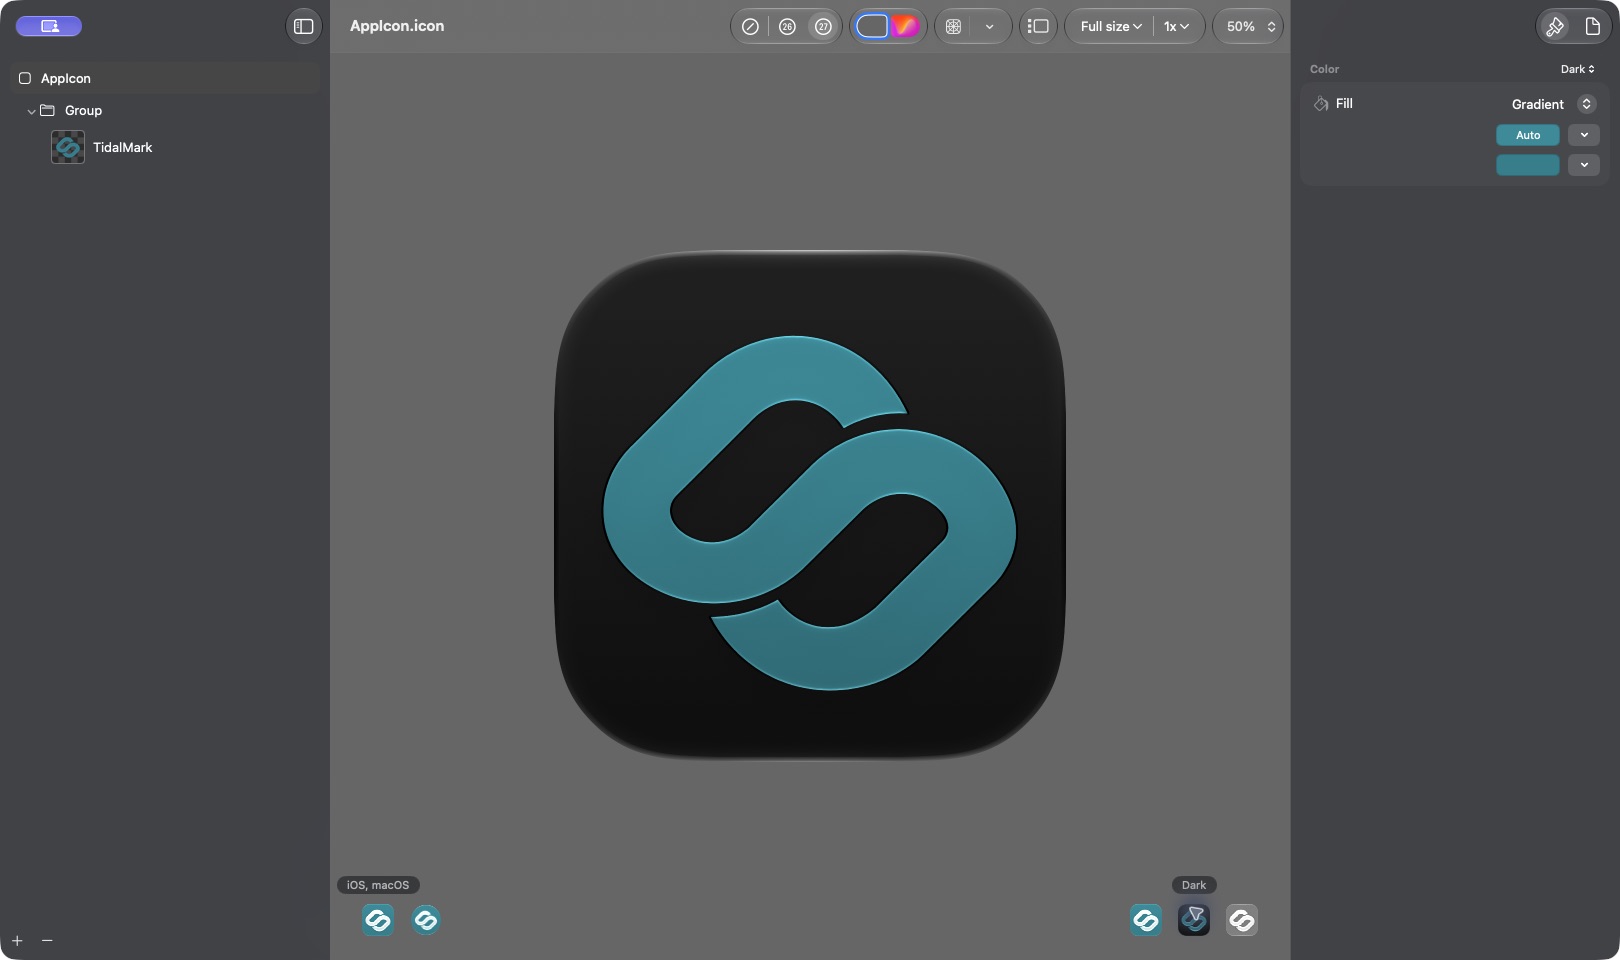 AppIcon.icon
26
27
Full size
1x
50%
AppIcon
Group
TidalMark
Color
Dark
Fill
Gradient
Auto
iOS, macOS
Dark